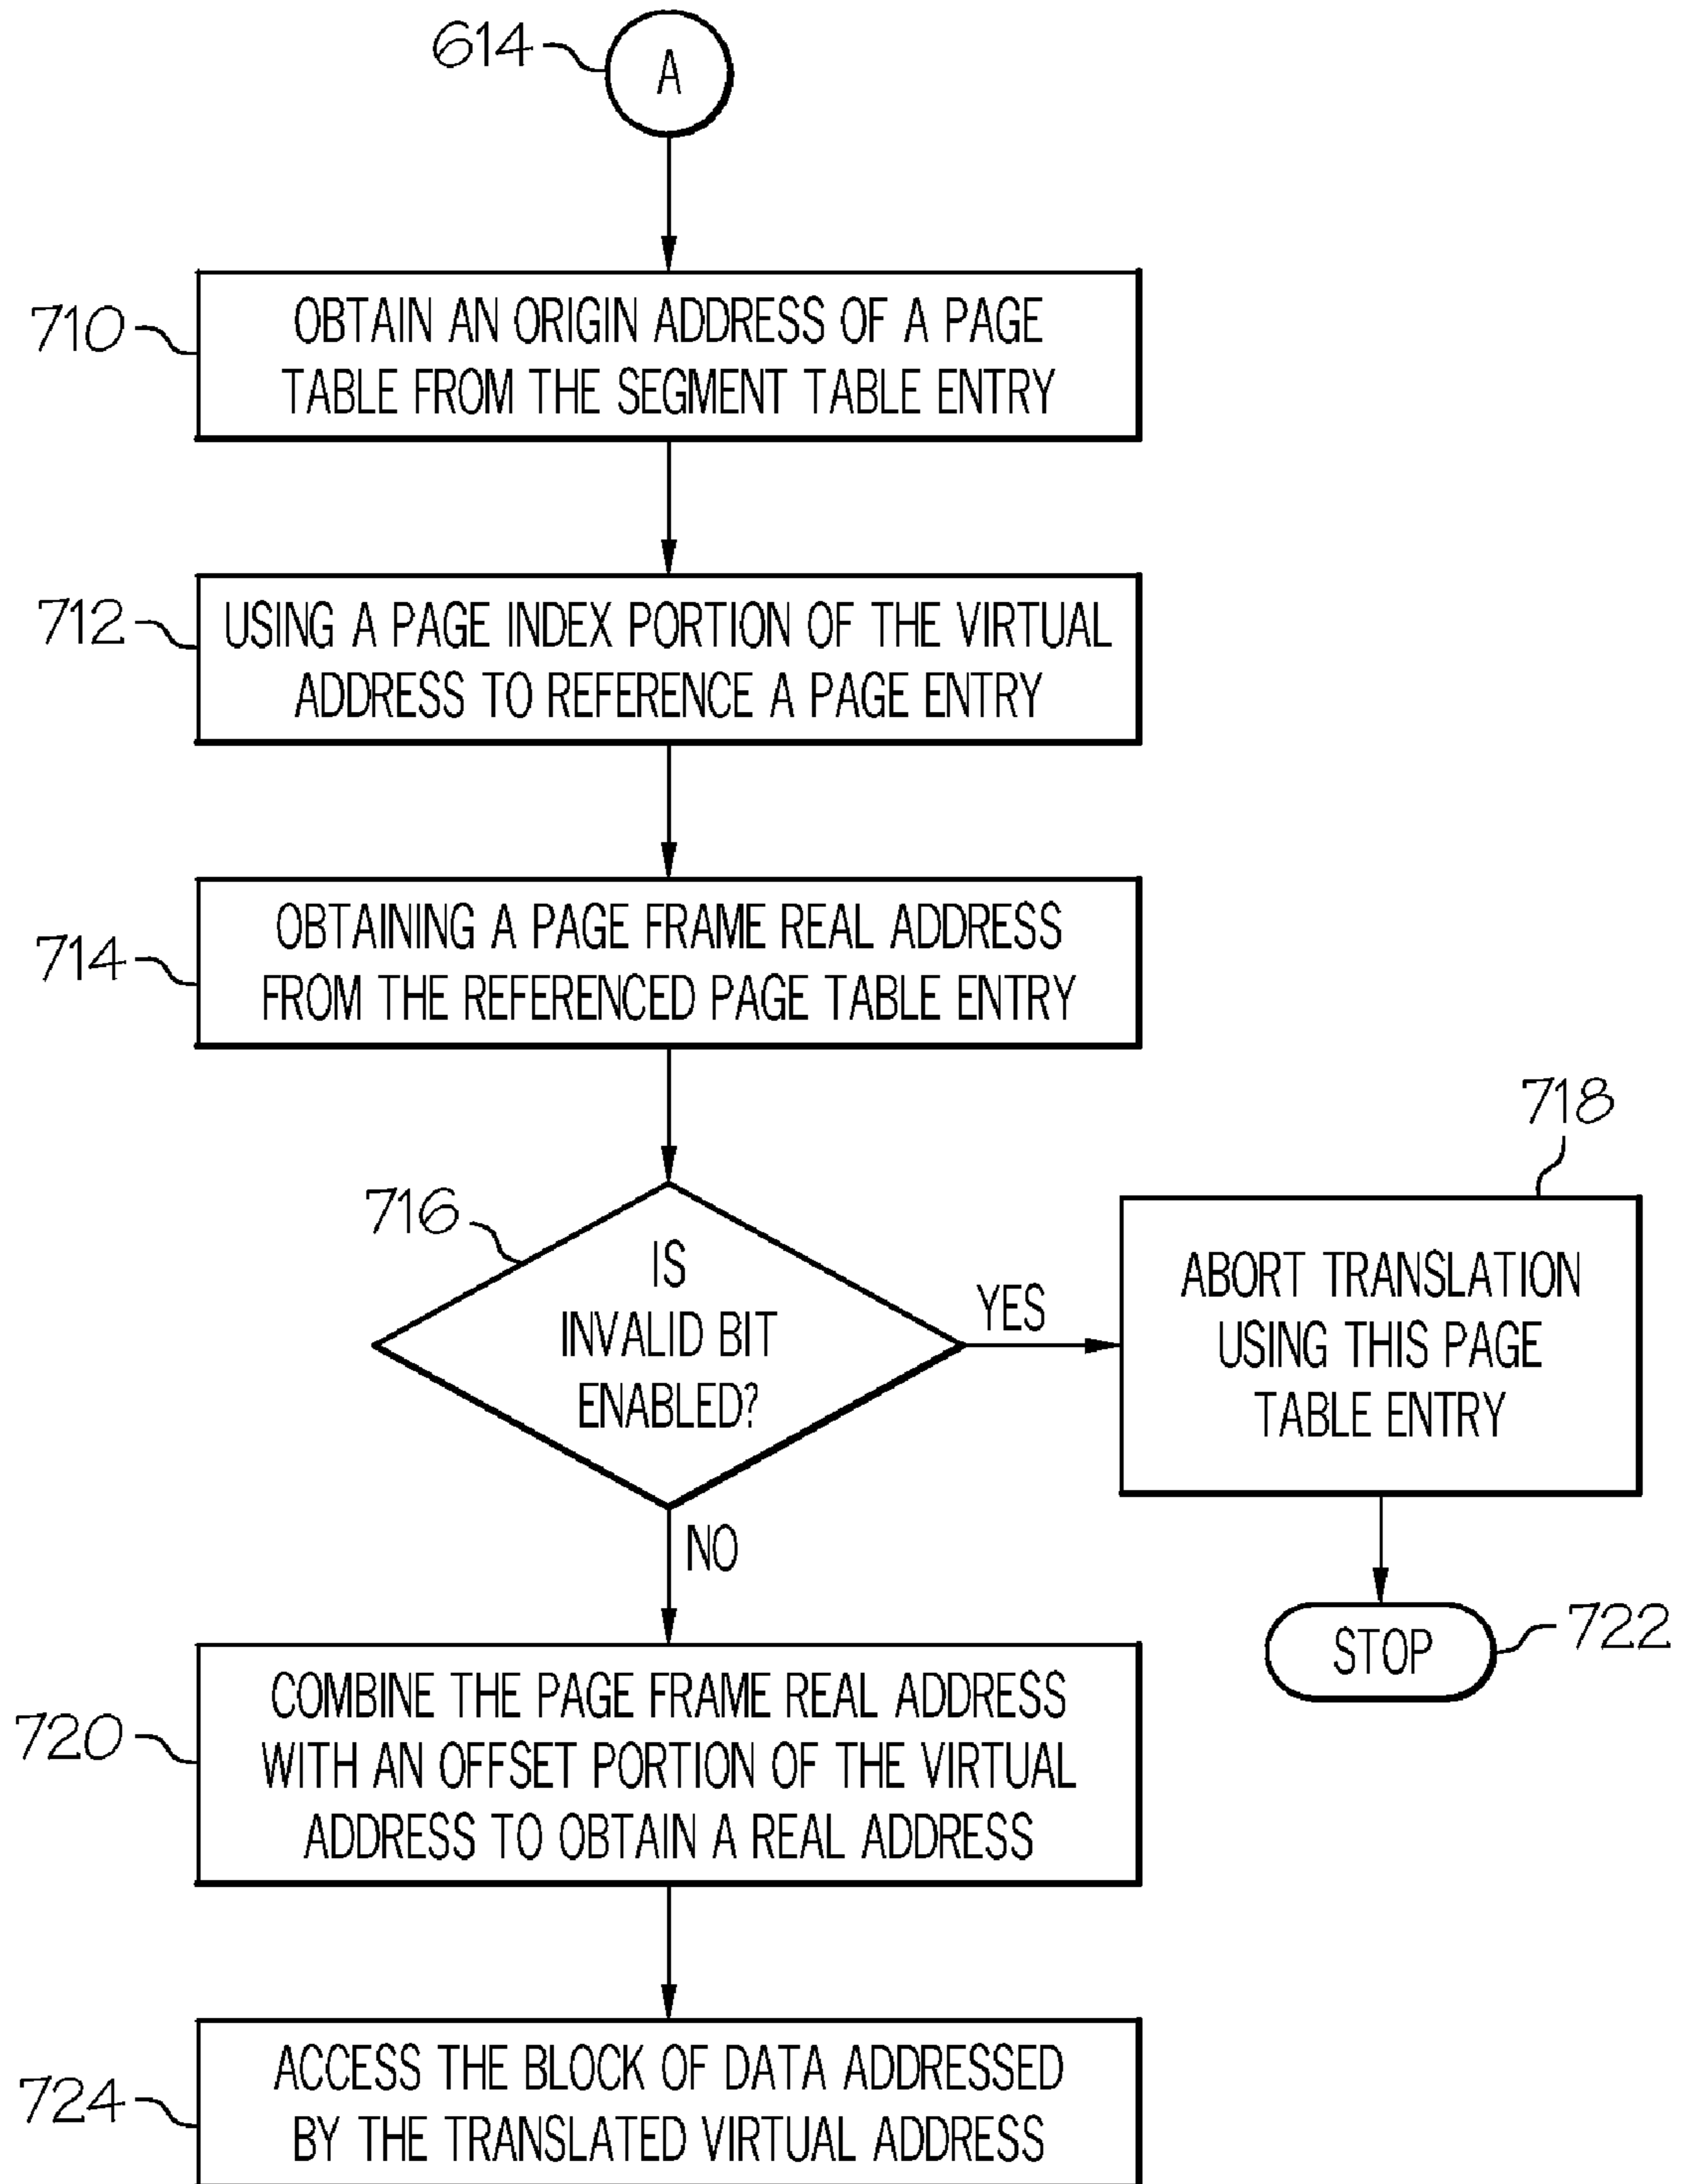 614
A
710
OBTAIN AN ORIGIN ADDRESS OF A PAGE
TABLE FROM THE SEGMENT TABLE ENTRY
712
USING A PAGE INDEX PORTION OF THE VIRTUAL
ADDRESS TO REFERENCE A PAGE ENTRY
714
OBTAINING A PAGE FRAME REAL ADDRESS
FROM THE REFERENCED PAGE TABLE ENTRY
716
IS
INVALID BIT
ENABLED?
YES
718
ABORT TRANSLATION
USING THIS PAGE
TABLE ENTRY
NO
STOP
722
720
COMBINE THE PAGE FRAME REAL ADDRESS
WITH AN OFFSET PORTION OF THE VIRTUAL
ADDRESS TO OBTAIN A REAL ADDRESS
724
ACCESS THE BLOCK OF DATA ADDRESSED
BY THE TRANSLATED VIRTUAL ADDRESS